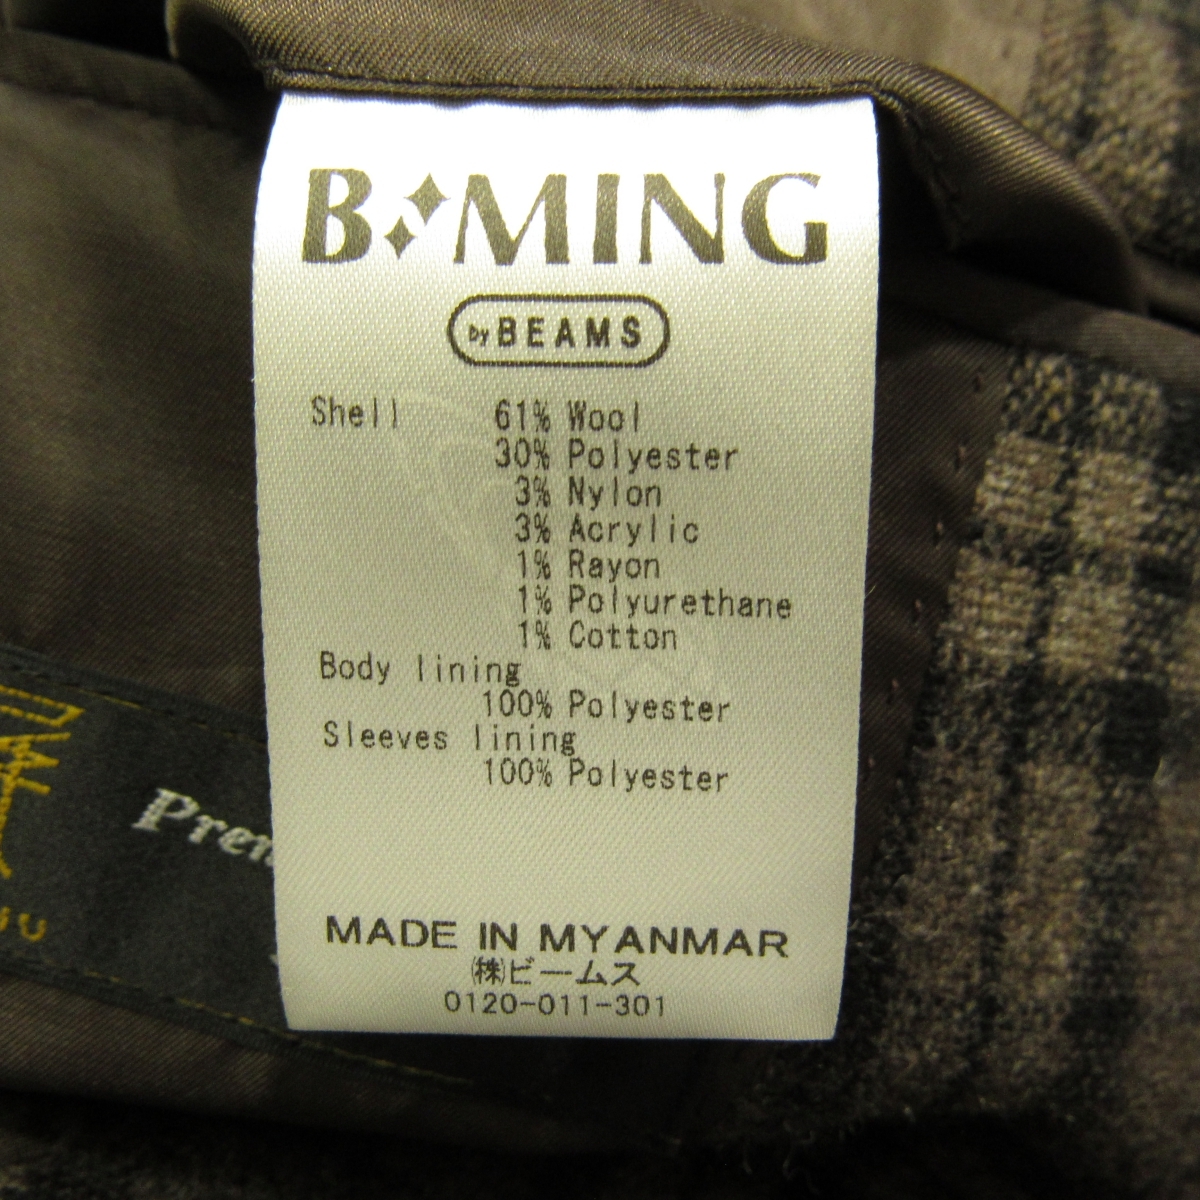 B MING
by BEAMS
Shell 61% Wool
30% Polyester
3% Nylon
3% Acrylic
1% Rayon
1% Polyurethane
1% Cotton
Body lining
100% Polyester
Sleeves lining
100% Polyester
MADE IN MYANMAR
㈱ビームス
0120-011-301